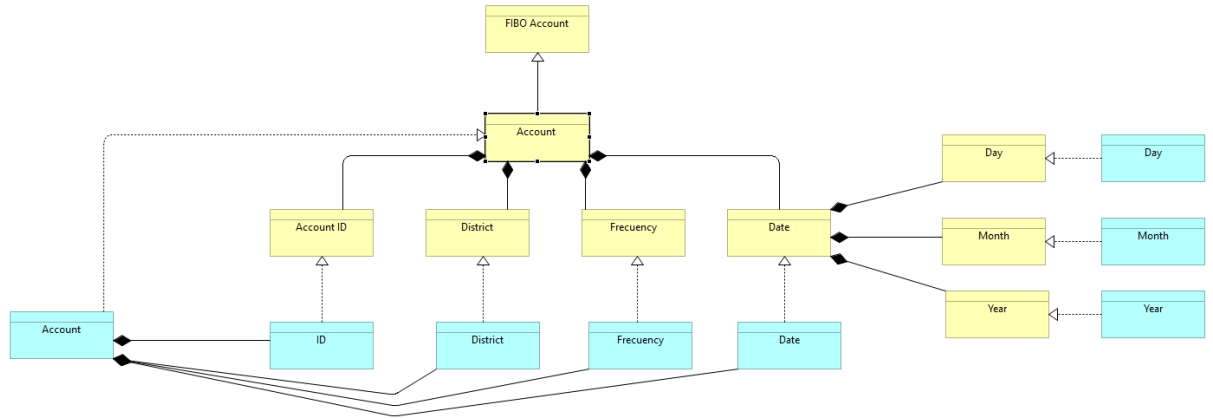 FIBO Account
Account
Day
Day
Account ID
District
Frecuency
Date
Month
Month
Year
Year
Account
ID
District
Frecuency
Date